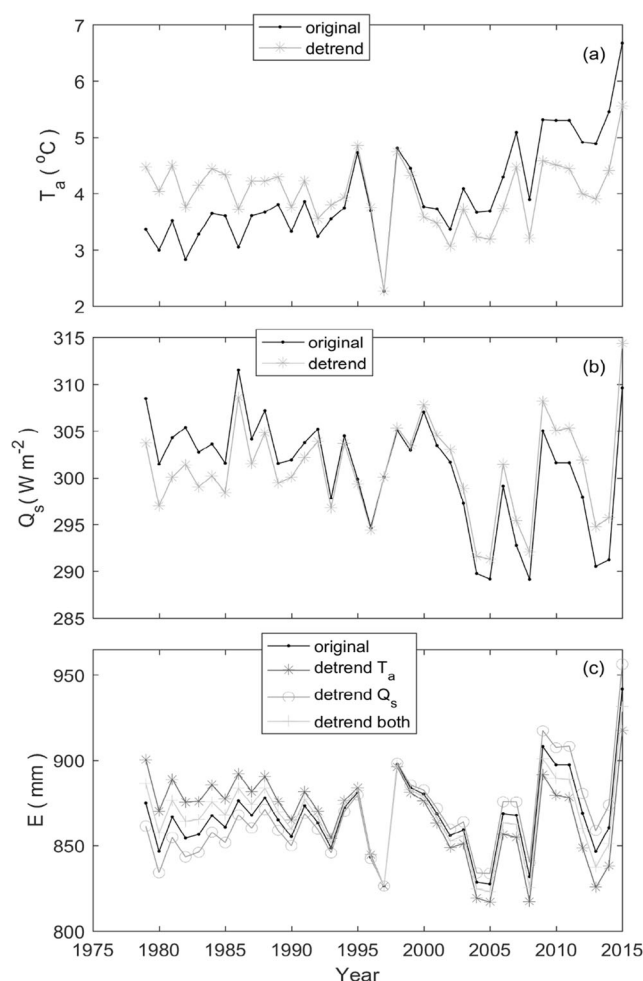 original
detrend
(a)
7
6
5
4
3
2
Tₐ ( °C)
original
detrend
(b)
315
310
305
300
295
290
285
Qₛ( W m⁻²)
original
detrend Tₐ
detrend Qₛ
detrend both
(c)
950
900
850
800
E ( mm)
1975 1980 1985 1990 1995 2000 2005 2010 2015
Year